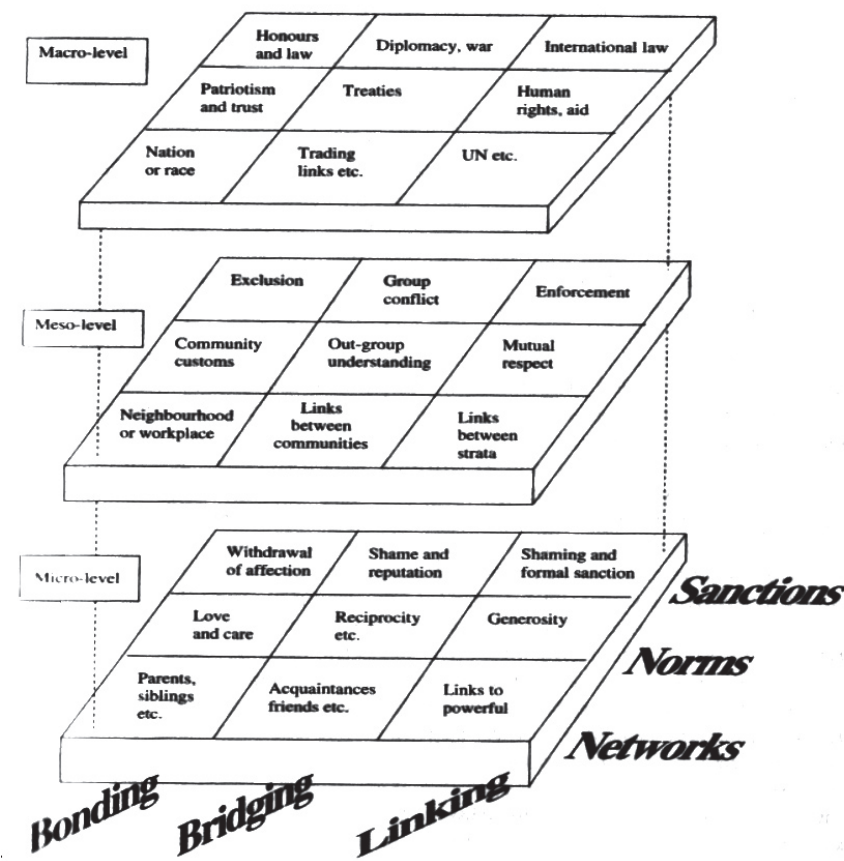 Macro-level
Honours
and law
Diplomacy, war
International law
Patriotism
and trust
Treaties
Human
rights, aid
Nation
or race
Trading
links etc.
UN etc.
Meso-level
Exclusion
Group
conflict
Enforcement
Community
customs
Out-group
understanding
Mutual
respect
Neighbourhood
or workplace
Links
between
communities
Links
between
strata
Micro-level
Withdrawal
of affection
Shame and
reputation
Shaming and
formal sanction
Sanctions
Love
and care
Reciprocity
etc.
Generosity
Norms
Parents,
siblings
etc.
Acquaintances
friends etc.
Links to
powerful
Networks
Bonding
Bridging
Linking